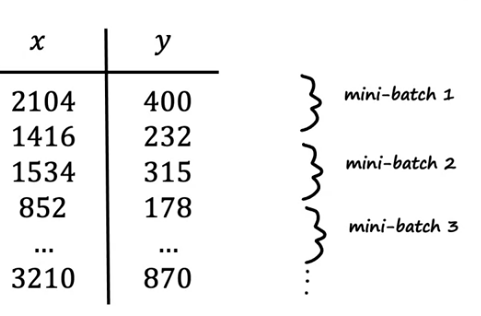 x y
2104 400 mini-batch 1
1416 232
1534 315 mini-batch 2
852 178
mini-batch 3
... ...
3210 870